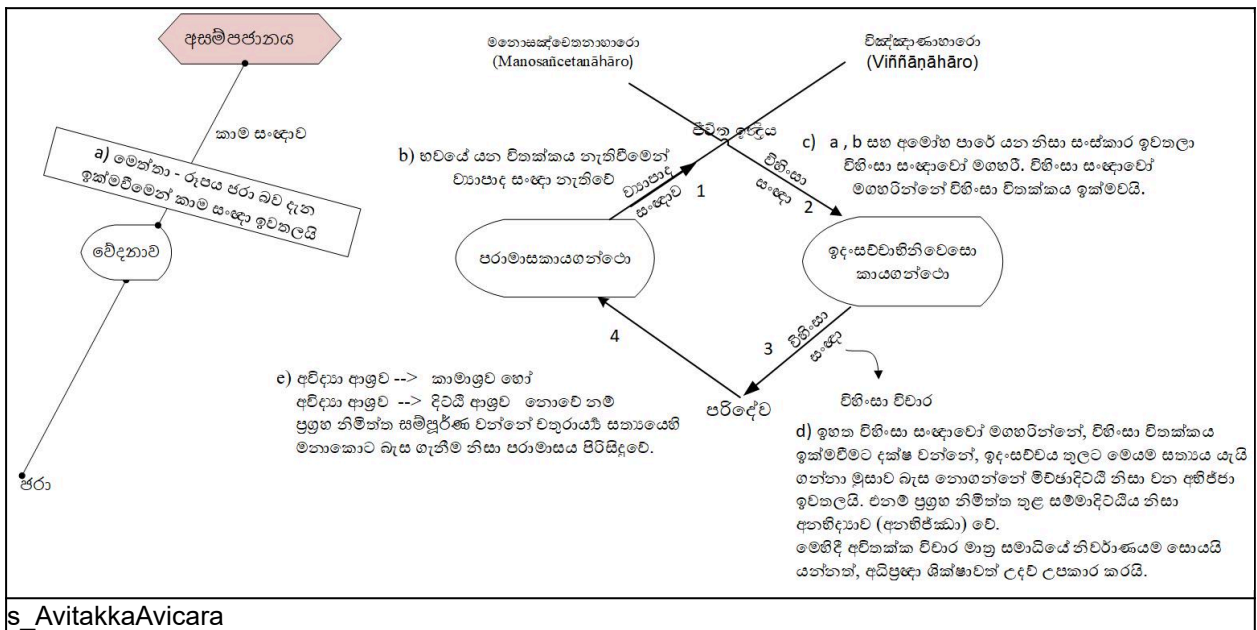 අසම්පජානය
කාම සංඥාව
a) මෙත්තා - රූපය ජරා බව දැන
ඉක්මවීමෙන් කාම සංඥා ඉවතලයි
වේදනාව
ජරා
මනොසඤ්චෙතනාහාරො
(Manosañcetanāhāro)
විඤ්ඤාණාහාරො
(Viññāṇāhāro)
ජීවිත ඉන්ද්‍රිය
b) භවයේ යන විතක්කය නැතිවීමෙන්
ව්‍යාපාද සංඥා නැතිවේ
ව්‍යාපාද
සංඥාව
1
විහිංසා
සංඥා
2
c) a , b සහ අමෝහ පාරේ යන නිසා සංස්කාර ඉවතලා
විහිංසා සංඥාවෝ මගහරී. විහිංසා සංඥාවෝ
මගහරින්නේ විහිංසා විතක්කය ඉක්මවයි.
පරාමාසකායගන්ථො
ඉදංසච්චාභිනිවෙසො
කායගන්ථො
4
3
විහිංසා
සංඥා
පරිදේව
විහිංසා විචාර
e) අවිද්‍යා ආශ්‍රව --> කාමාශ්‍රව හෝ
අවිද්‍යා ආශ්‍රව --> දිට්ඨි ආශ්‍රව නොවේ නම්
ප්‍රග්‍රහ නිමිත්ත සම්පූර්ණ වන්නේ චතුරාර්‍ය්‍ය සත්‍යයෙහි
මනාකොට බැස ගැනීම නිසා පරාමාසය පිරිසිදුවේ.
d) ඉහත විහිංසා සංඥාවෝ මගහරින්නේ, විහිංසා විතක්කය
ඉක්මවීමට දක්ෂ වන්නේ, ඉදංසච්චය තුලට මෙයම සත්‍යය යැයි
ගන්නා මුසාව බැස නොගන්නේ මිච්ඡාදිට්ඨි නිසා වන අභිජ්ජා
ඉවතලයි. එනම් ප්‍රග්‍රහ නිමිත්ත තුළ සම්මාදිට්ඨිය නිසා
අනභිද්‍යාව (අනභිජ්ඣා) වේ.
මෙහිදී අවිතක්ක විචාර මාත්‍ර සමාධියේ නිර්වාණයම සොයයි
යන්නත්, අධිප්‍රඥා ශික්ෂාවත් උදව් උපකාර කරයි.
s_AvitakkaAvicara